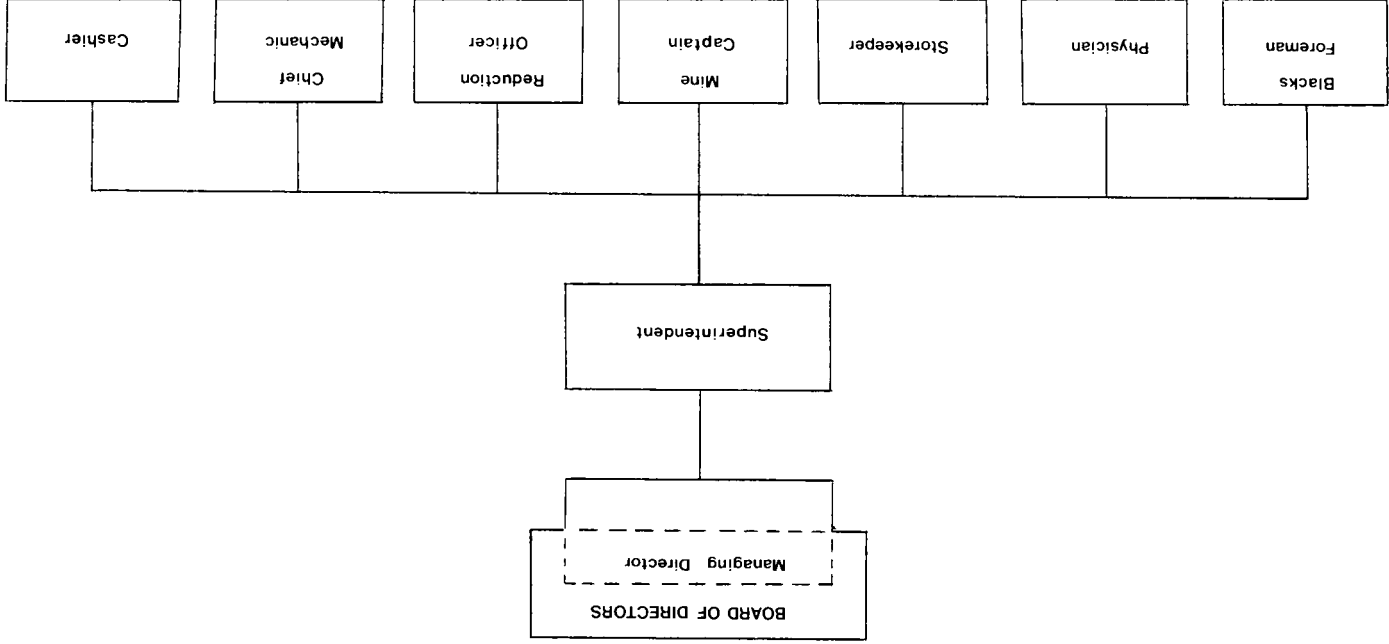 BOARD OF DIRECTORS
Managing Director
Superintendent
Blacks
Foreman
Physician
Storekeeper
Mine
Captain
Reduction
Officer
Chief
Mechanic
Cashier